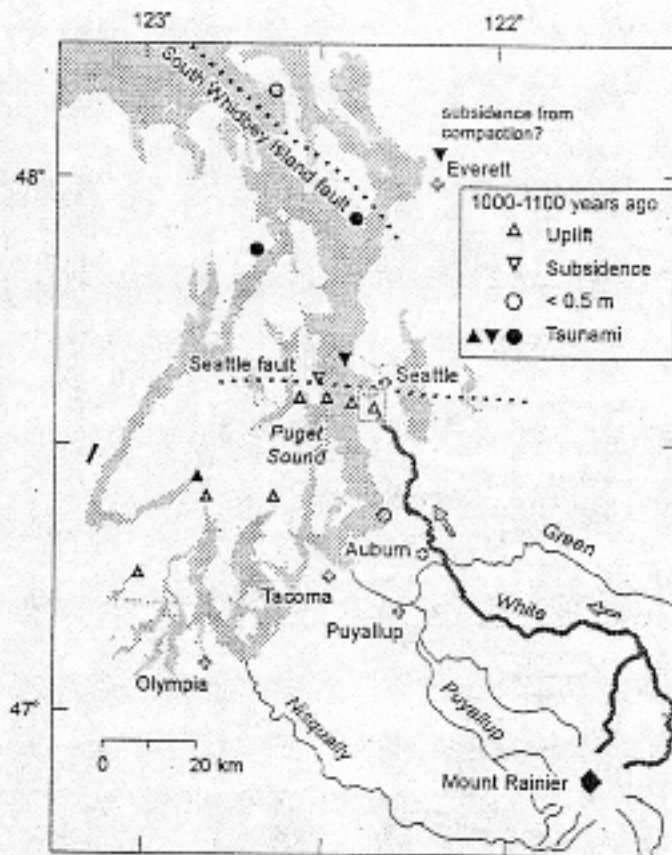 123° 122°
South Whidbey Island fault
subsidence from
compaction?
Everett
48°
1000-1100 years ago
Uplift
Subsidence
< 0.5 m
Tsunami
Seattle fault
Seattle
Puget
Sound
Green
Auburn
White
Tacoma
Puyallup
Olympia
47°
Nisqually
Puyallup
0 20 km
Mount Rainier